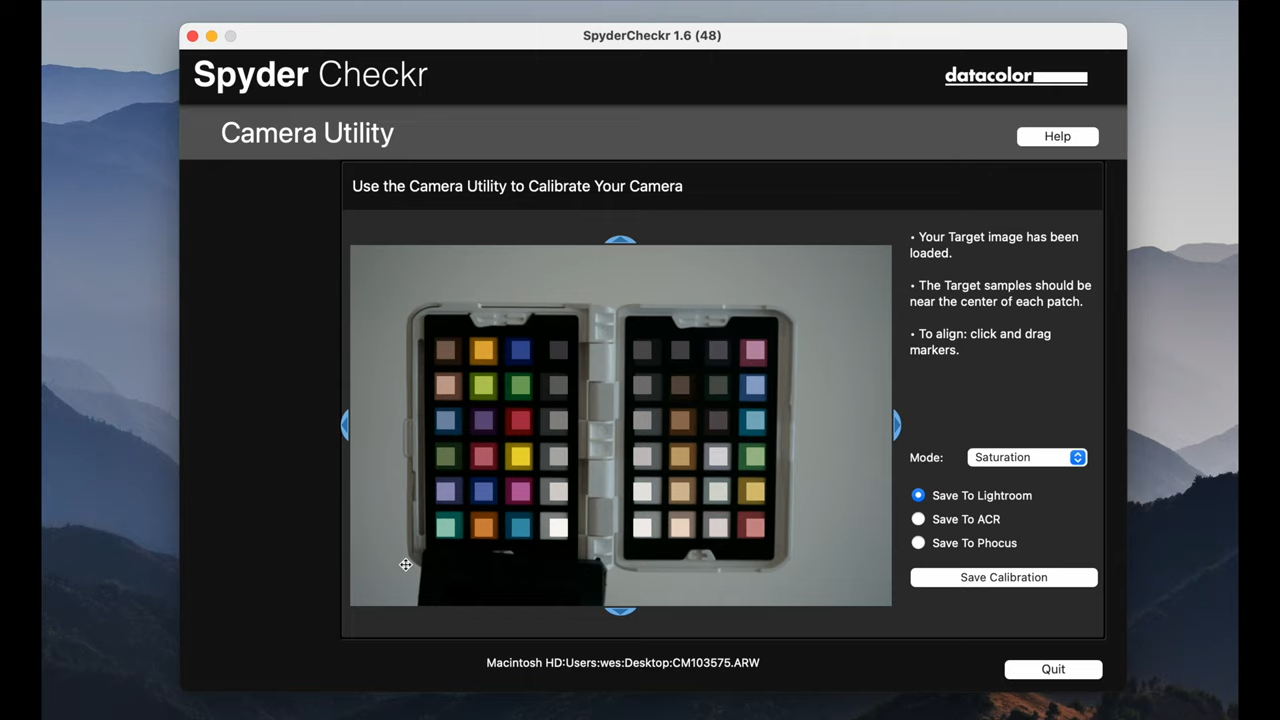 SpyderCheckr 1.6 (48)
Spyder Checkr
datacolor
Camera Utility
Help
Use the Camera Utility to Calibrate Your Camera
• Your Target image has been
loaded.
• The Target samples should be
near the center of each patch.
• To align: click and drag
markers.
Mode:
Saturation
Save To Lightroom
Save To ACR
Save To Phocus
Save Calibration
Macintosh HD:Users:wes:Desktop:CM103575.ARW
Quit